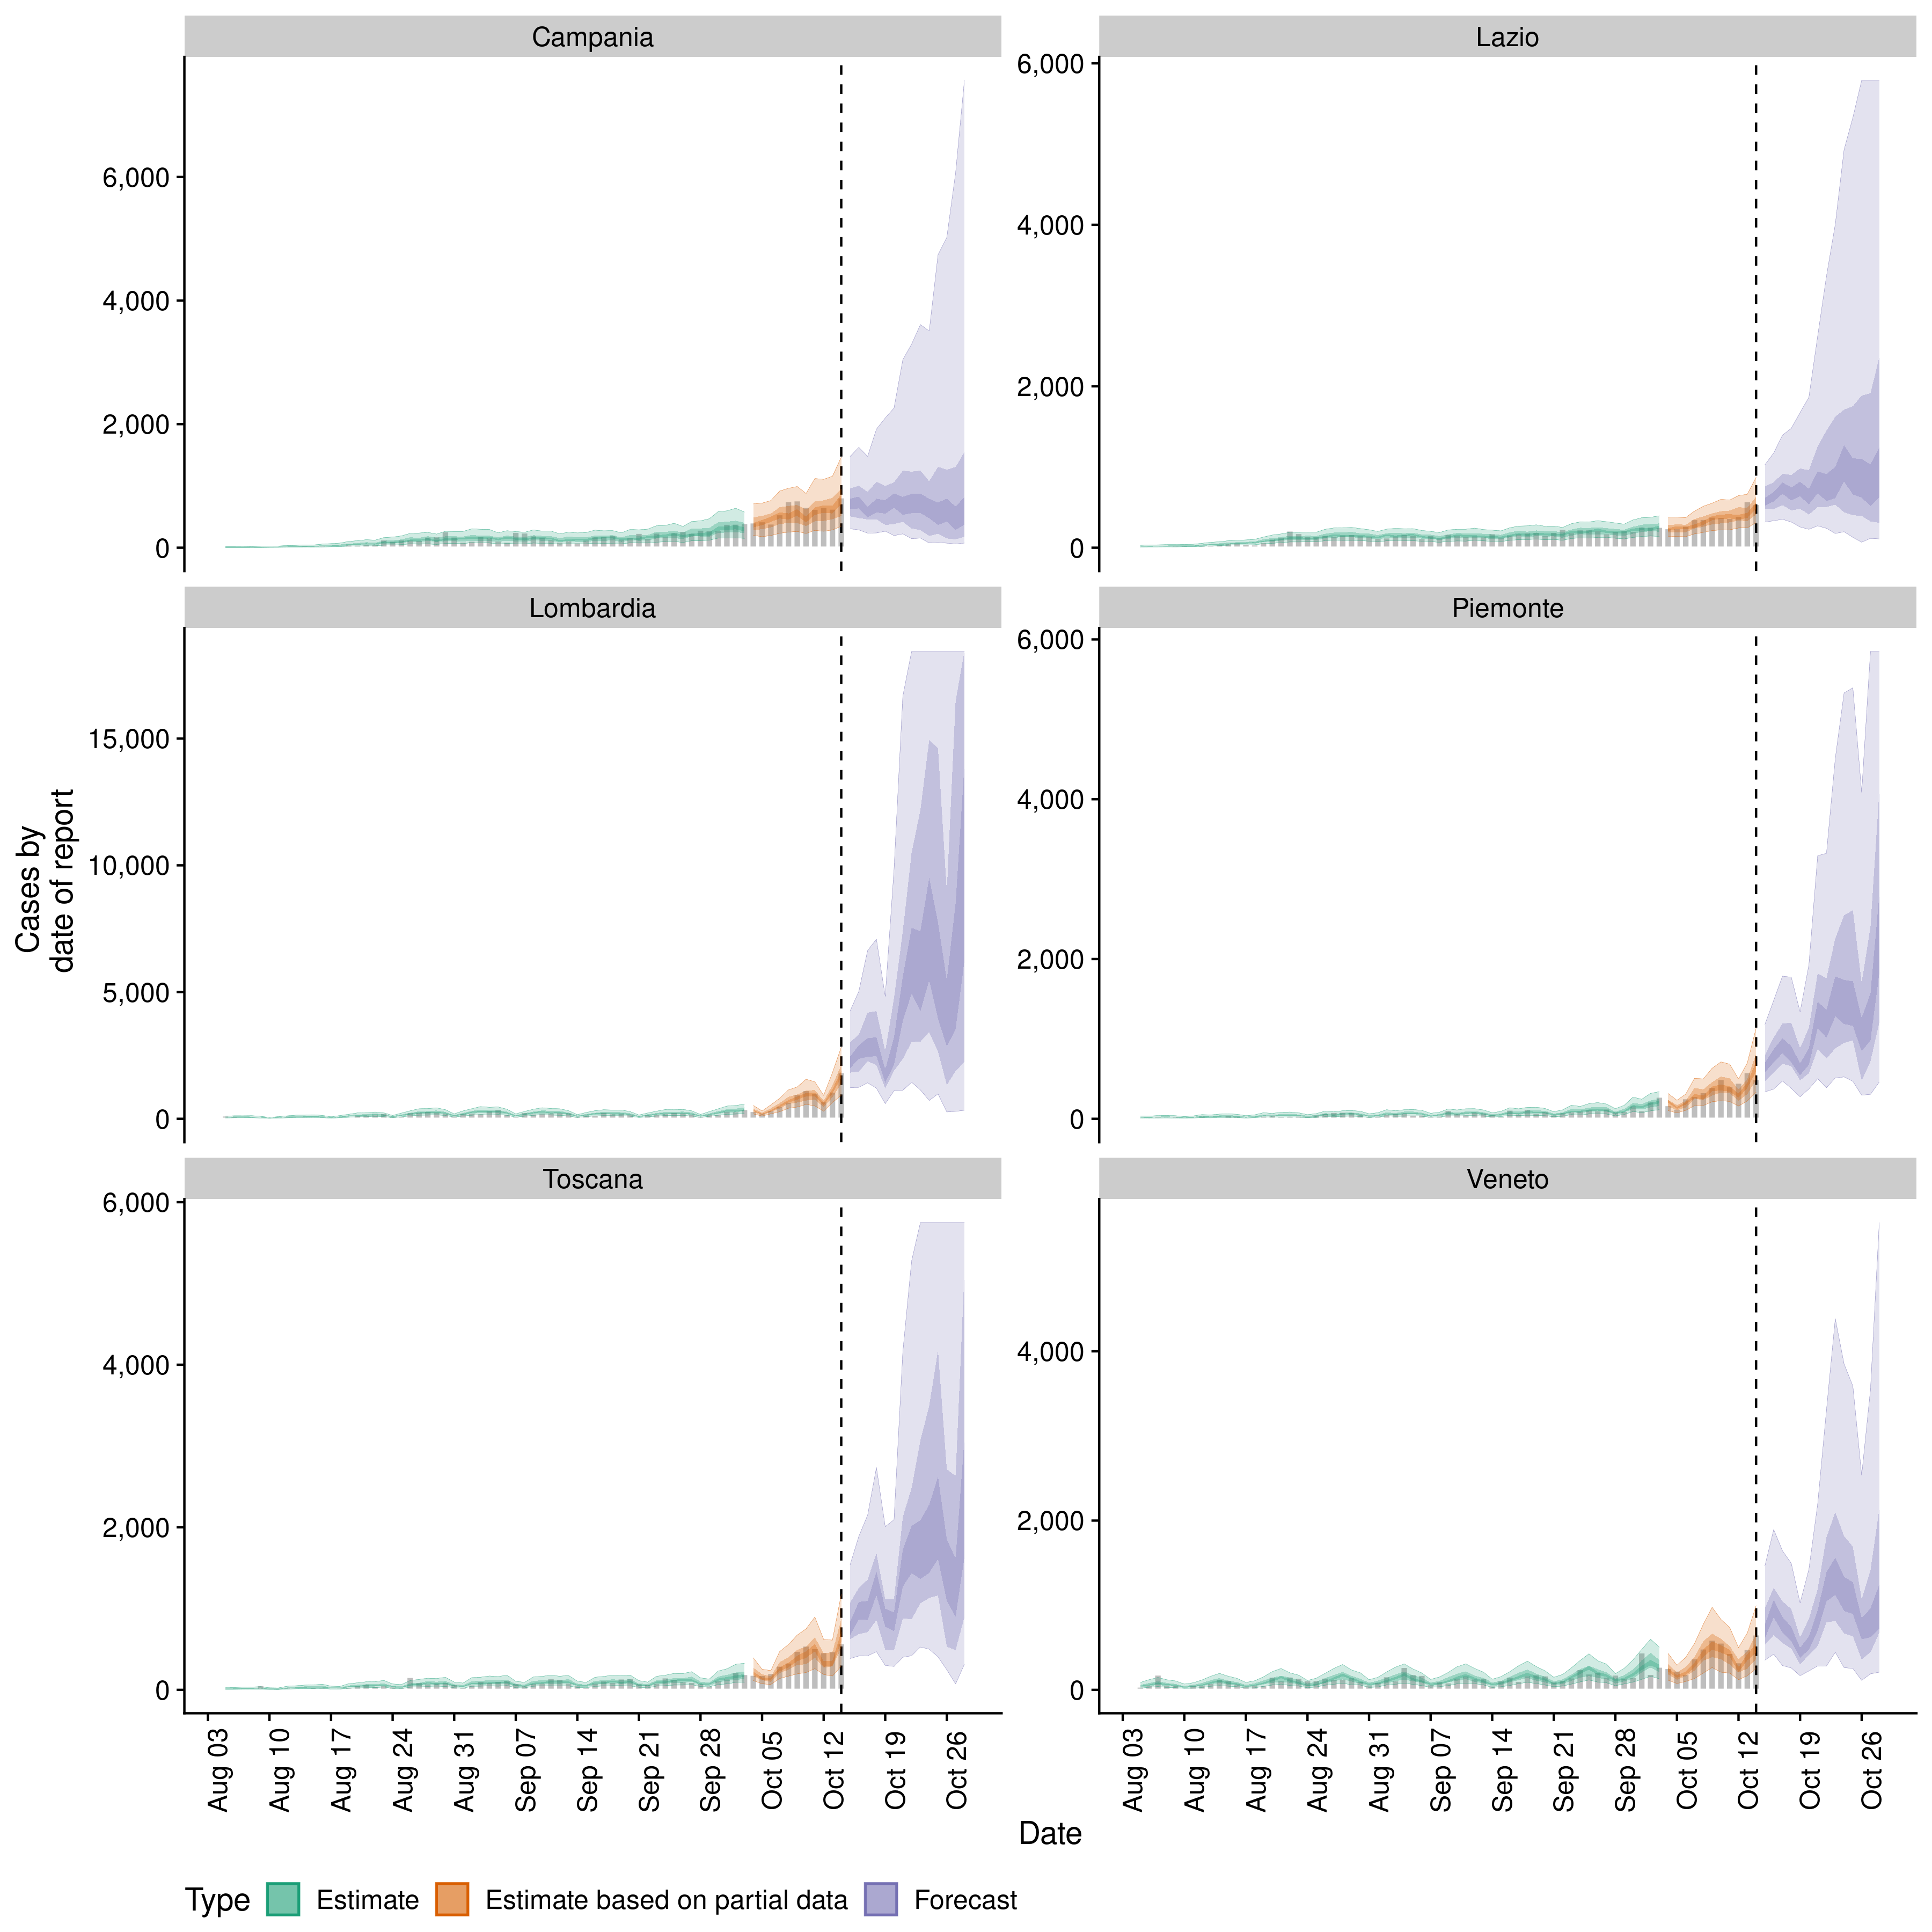 Campania
Lazio
6,000
4,000
2,000
0
6,000
4,000
2,000
0
Lombardia
Piemonte
15,000
10,000
5,000
0
6,000
4,000
2,000
0
Cases by
date of report
Toscana
Veneto
6,000
4,000
2,000
0
4,000
2,000
0
Aug 03
Aug 10
Aug 17
Aug 24
Aug 31
Sep 07
Sep 14
Sep 21
Sep 28
Oct 05
Oct 12
Oct 19
Oct 26
Aug 03
Aug 10
Aug 17
Aug 24
Aug 31
Sep 07
Sep 14
Sep 21
Sep 28
Oct 05
Oct 12
Oct 19
Oct 26
Date
Type Estimate Estimate based on partial data Forecast